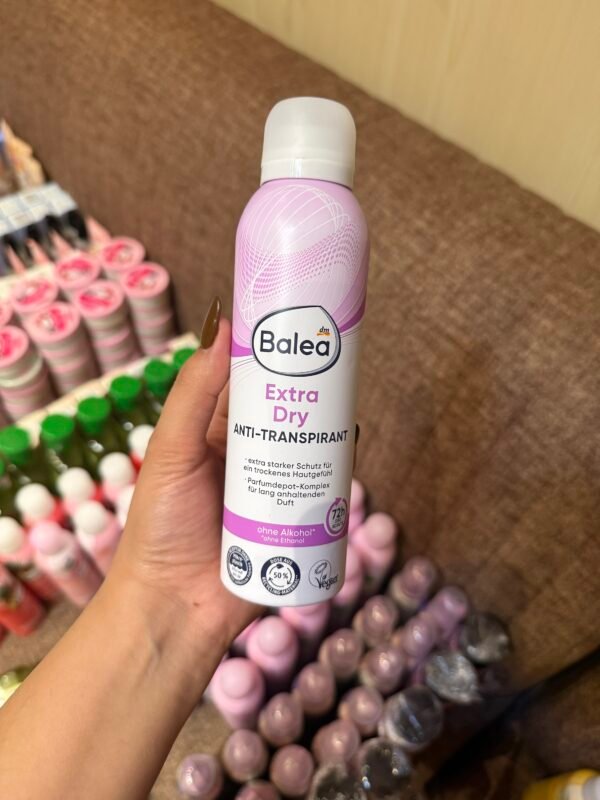 dm
Balea
Extra
Dry
ANTI-TRANSPIRANT
· extra starker Schutz für
ein trockenes Hautgefühl
· Parfumdepot-Komplex
für lang anhaltenden
Duft
72h
ohne Alkohol*
*ohne Ethanol
50%
Vegan